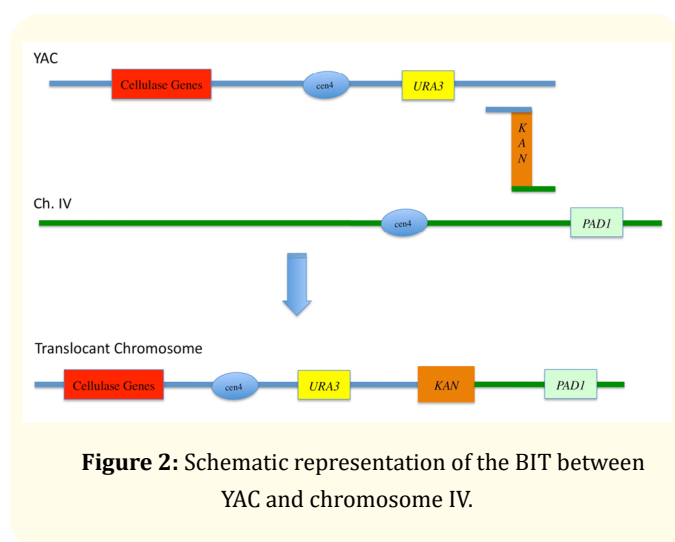 YAC
Cellulase Genes
cen4
URA3
K
A
N
Ch. IV
cen4
PAD1
Translocant Chromosome
Cellulase Genes
cen4
URA3
KAN
PAD1
Figure 2: Schematic representation of the BIT between
YAC and chromosome IV.